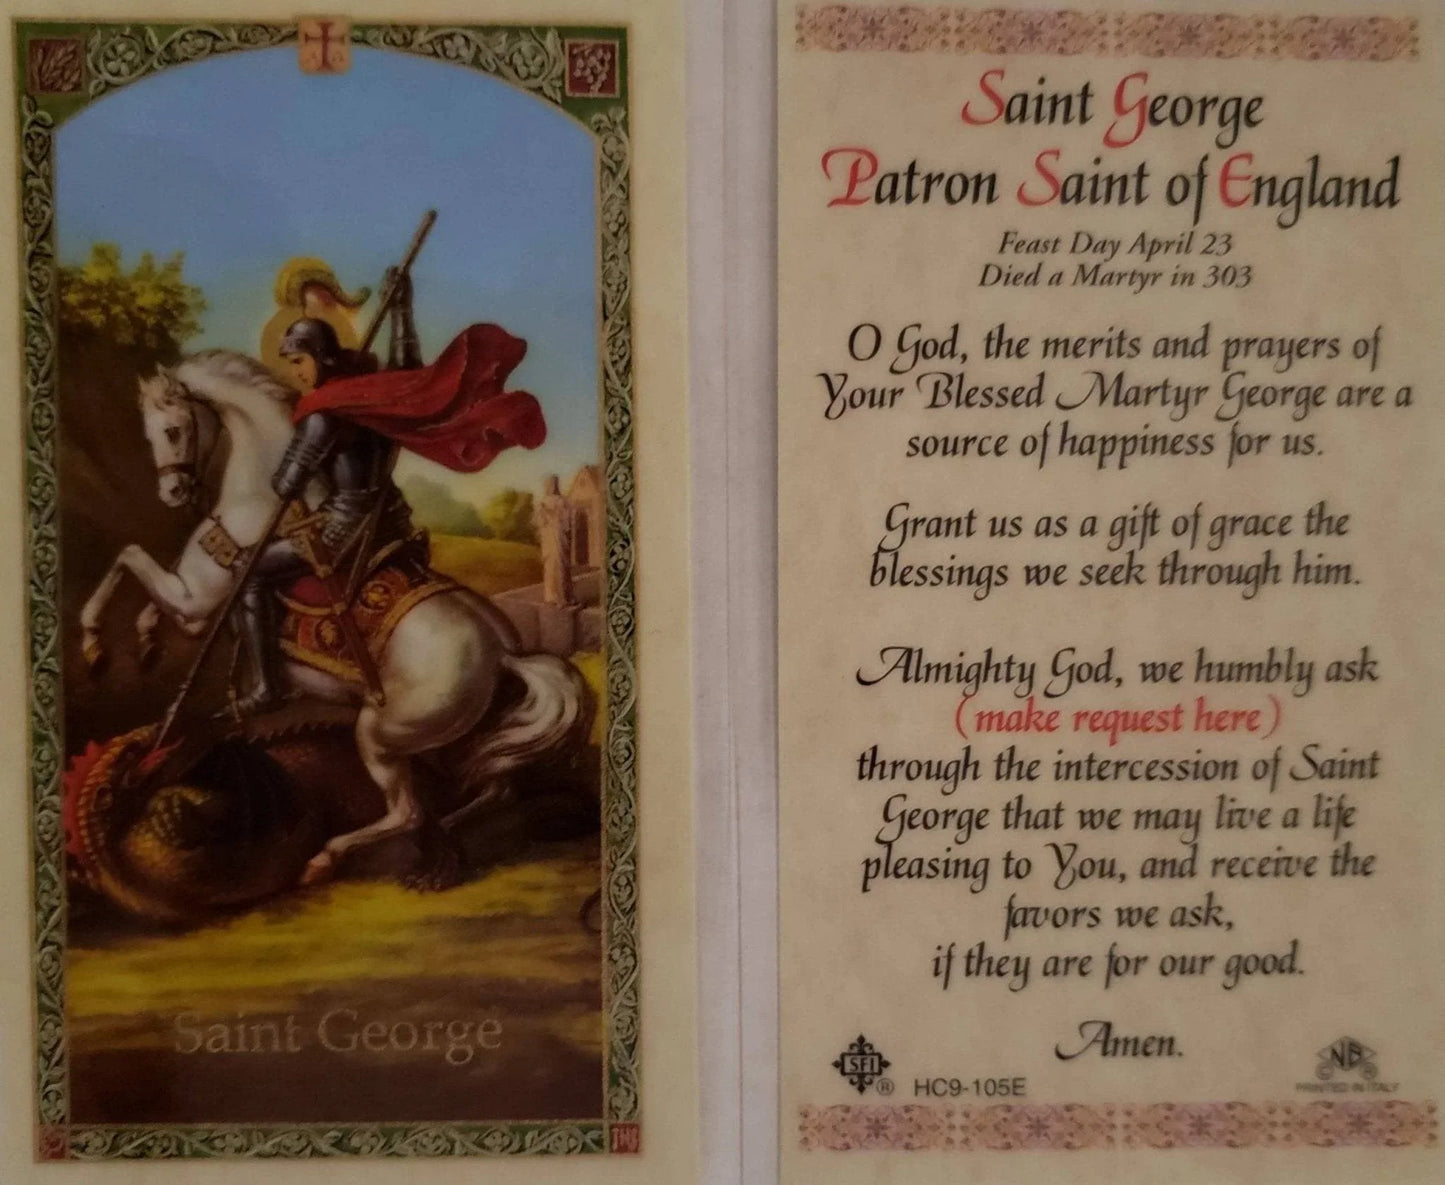 Saint George
Saint George
Patron Saint of England
Feast Day April 23
Died a Martyr in 303
O God, the merits and prayers of
Your Blessed Martyr George are a
source of happiness for us.
Grant us as a gift of grace the
blessings we seek through him.
Almighty God, we humbly ask
(make request here)
through the intercession of Saint
George that we may live a life
pleasing to You, and receive the
favors we ask,
if they are for our good.
Amen.
SFI ®
HC9-105E
NB
PRINTED IN ITALY